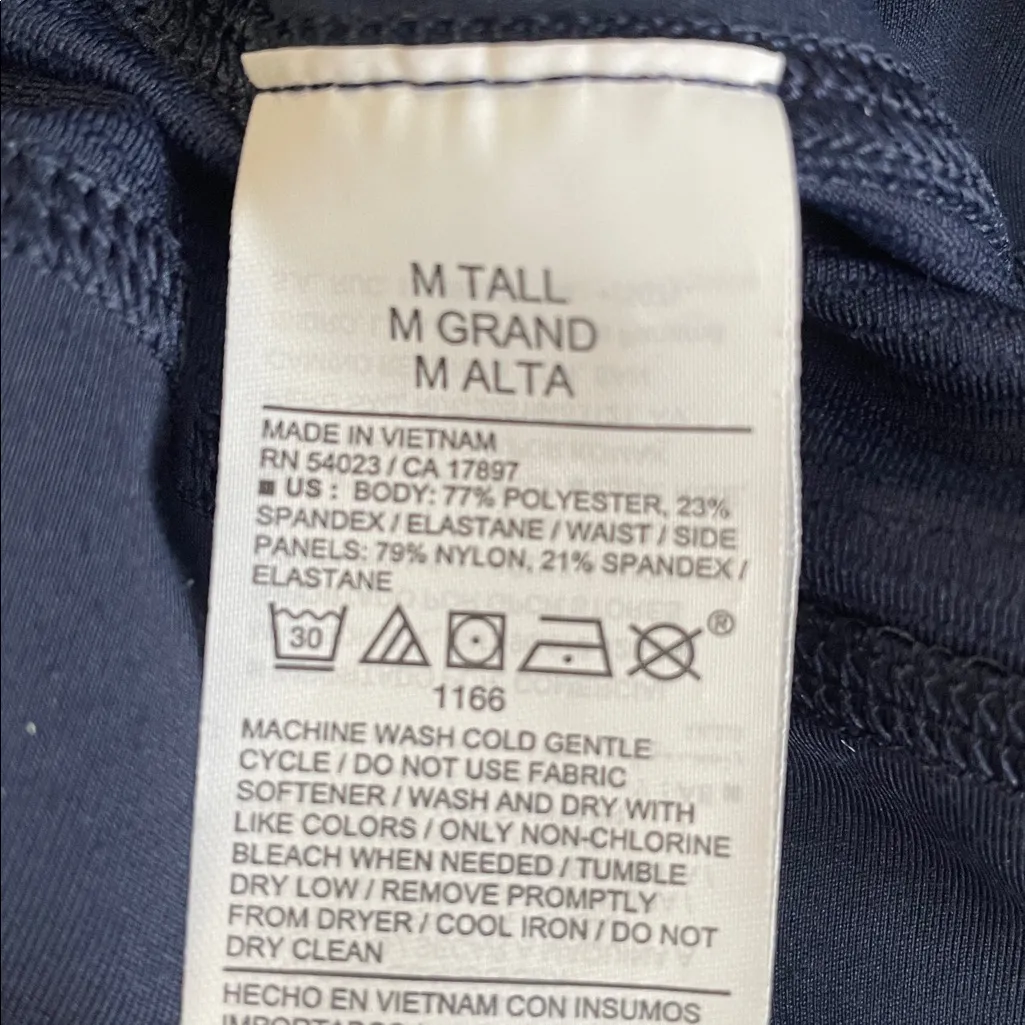 M TALL
M GRAND
M ALTA
MADE IN VIETNAM
RN 54023 / CA 17897
■ US : BODY: 77% POLYESTER, 23%
SPANDEX / ELASTANE / WAIST / SIDE
PANELS: 79% NYLON, 21% SPANDEX /
ELASTANE
30 ®
1166
MACHINE WASH COLD GENTLE
CYCLE / DO NOT USE FABRIC
SOFTENER / WASH AND DRY WITH
LIKE COLORS / ONLY NON-CHLORINE
BLEACH WHEN NEEDED / TUMBLE
DRY LOW / REMOVE PROMPTLY
FROM DRYER / COOL IRON / DO NOT
DRY CLEAN
HECHO EN VIETNAM CON INSUMOS